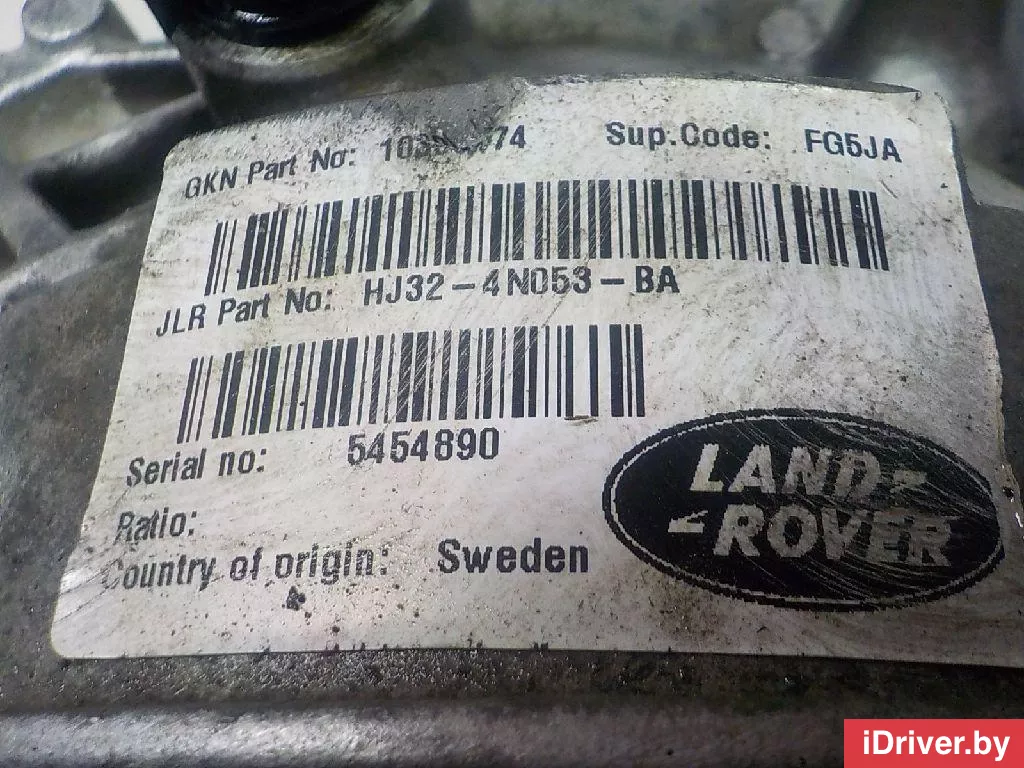 GKN Part No: Sup.Code: FG5JA
JLR Part No: HJ32-4N053-BA
Serial no: 5454890
Ratio:
Country of origin: Sweden
LAND
ROVER
iDriver.by